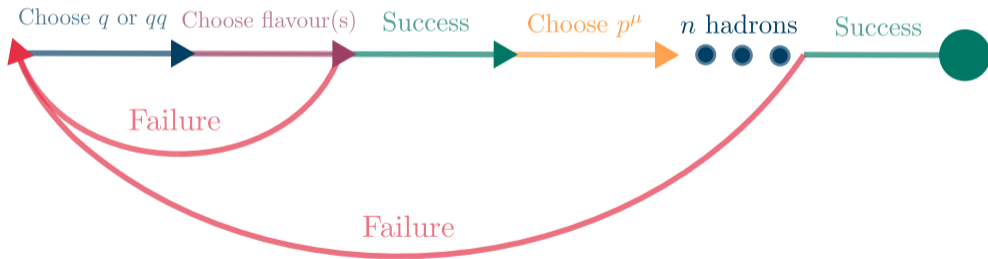 Choose q or qq
Choose flavour(s)
Success
Choose p^μ
n hadrons
Success
Failure
Failure